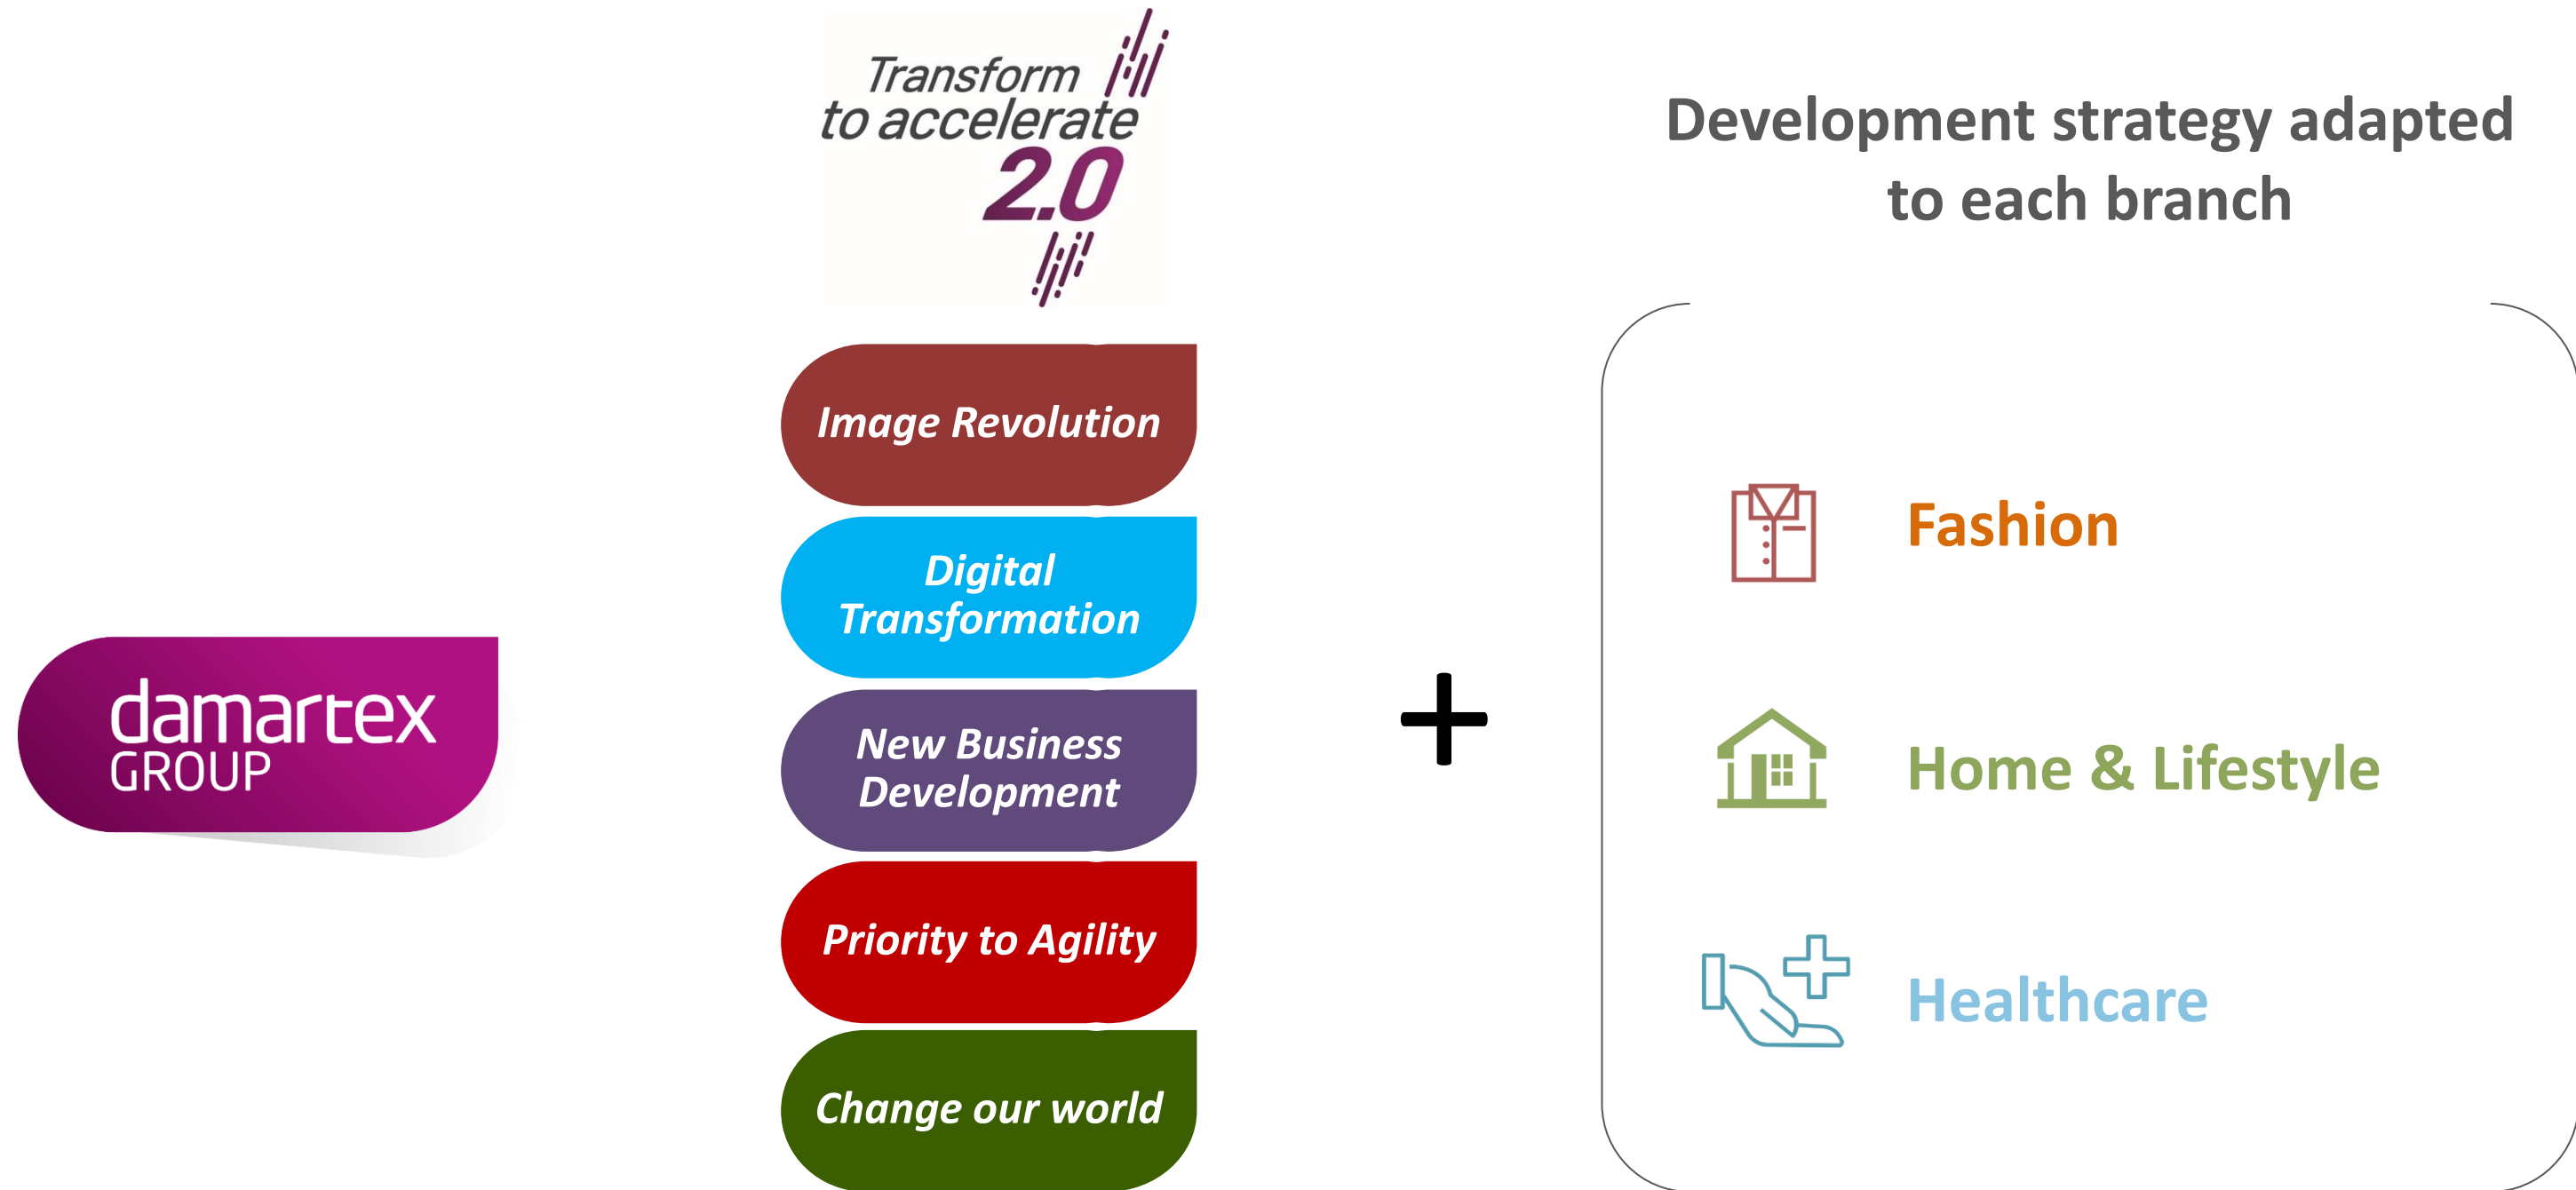 damartex
GROUP
Transform
to accelerate
2.0
Image Revolution
Digital
Transformation
New Business
Development
Priority to Agility
Change our world
+
Development strategy adapted
to each branch
Fashion
Home & Lifestyle
Healthcare